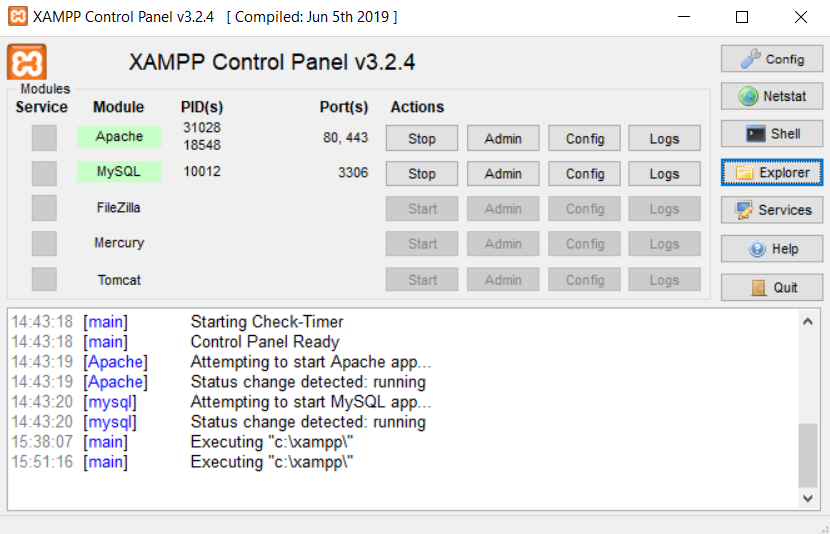 XAMPP Control Panel v3.2.4 [ Compiled: Jun 5th 2019 ]
XAMPP Control Panel v3.2.4
Config
Modules
Service Module PID(s) Port(s) Actions
Netstat
Apache 31028 18548 80, 443 Stop Admin Config Logs
Shell
MySQL 10012 3306 Stop Admin Config Logs
Explorer
FileZilla Start Admin Config Logs
Services
Mercury Start Admin Config Logs
Help
Tomcat Start Admin Config Logs
Quit
14:43:18 [main] Starting Check-Timer
14:43:18 [main] Control Panel Ready
14:43:19 [Apache] Attempting to start Apache app...
14:43:19 [Apache] Status change detected: running
14:43:20 [mysql] Attempting to start MySQL app...
14:43:20 [mysql] Status change detected: running
15:38:07 [main] Executing "c:\xampp\"
15:51:16 [main] Executing "c:\xampp\"